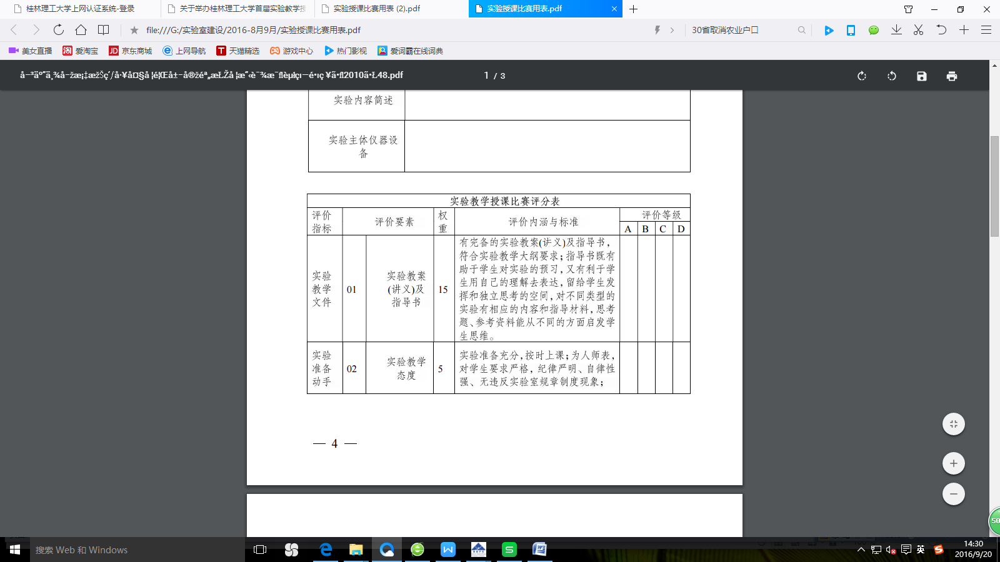 桂林理工大学上网认证系统-登录
关于举办桂林理工大学首届实验教学授
实验授课比赛用表 (2).pdf
实验授课比赛用表.pdf
file:///G:/实验室建设/2016-8月9月/实验授课比赛用表.pdf
30省取消农业户口
美女直播
爱淘宝
京东商城
上网导航
天猫精选
游戏中心
热门影视
爱词霸在线词典
1 / 3
实验内容简述
实验主体仪器设
备
实验教学授课比赛评分表
评价
指标
评价要素
权
重
评价内涵与标准
评价等级
A B C D
实验
教学
文件
01
实验教案
(讲义)及
指导书
15
有完备的实验教案(讲义)及指导书，
符合实验教学大纲要求；指导书既有
助于学生对实验的预习，又有利于学
生用自己的理解去表达，留给学生发
挥和独立思考的空间，对不同类型的
实验有相应的内容和指导材料，思考
题、参考资料能从不同的方面启发学
生思维。
实验
准备
动手
02
实验教学
态度
5
实验准备充分，按时上课；为人师表，
对学生要求严格，纪律严明、自律性
强、无违反实验室规章制度现象；
— 4 —
50
搜索 Web 和 Windows
英
14:30
2016/9/20